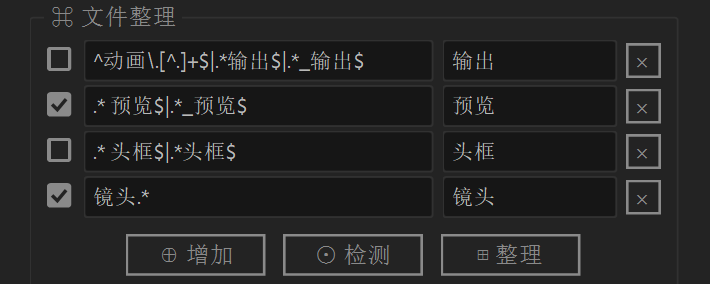 ⌘ 文件整理
^动画\.[^.]+$|.*输出$|.*_输出$ 输出 ×
.* 预览$|.*_预览$ 预览 ×
.* 头框$|.*头框$ 头框 ×
镜头.* 镜头 ×
⊕ 增加 ⊙ 检测 ⊞ 整理